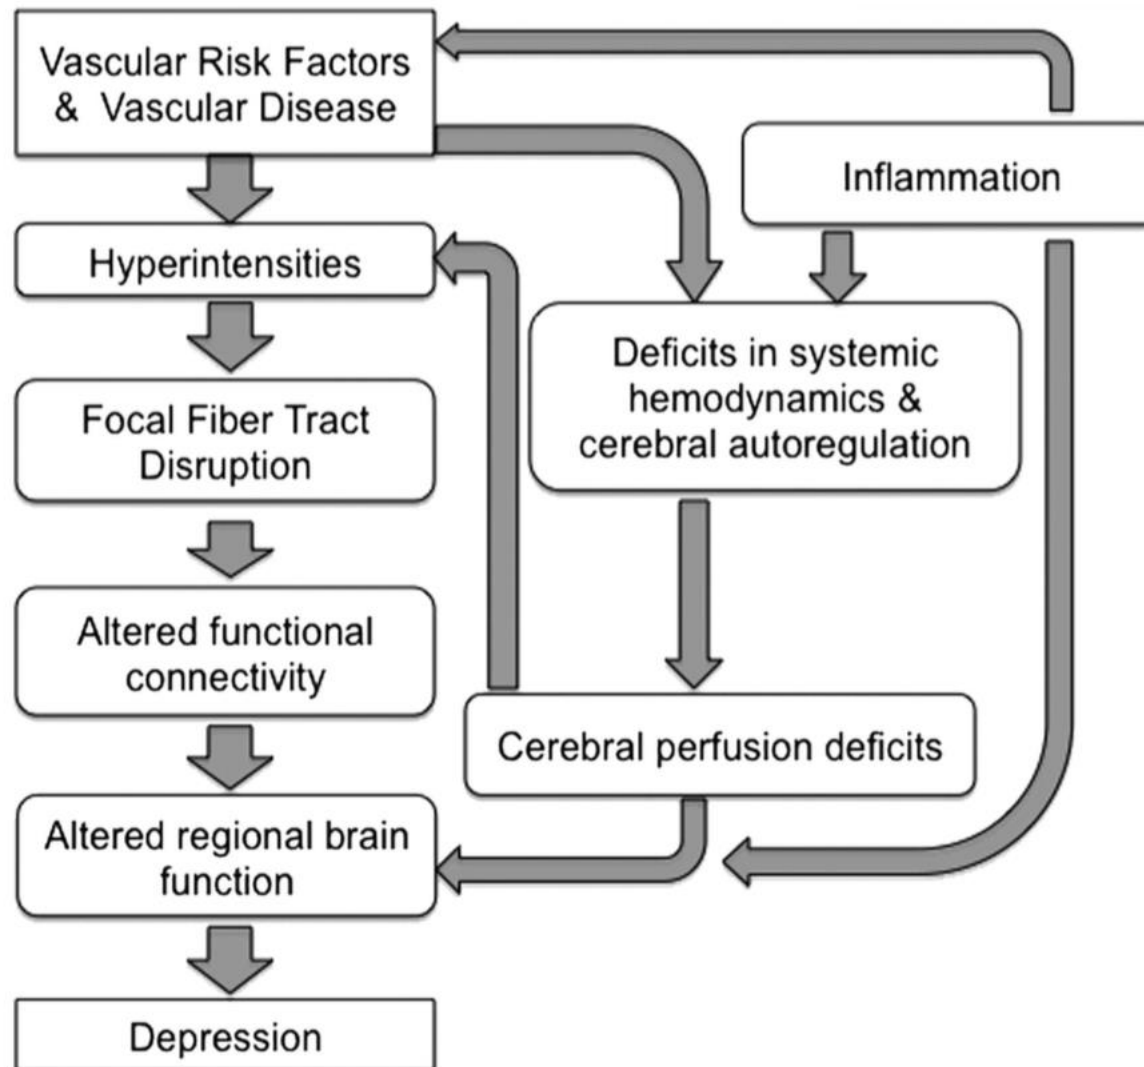 Vascular Risk Factors
& Vascular Disease
Inflammation
Hyperintensities
Deficits in systemic
hemodynamics &
cerebral autoregulation
Focal Fiber Tract
Disruption
Altered functional
connectivity
Cerebral perfusion deficits
Altered regional brain
function
Depression